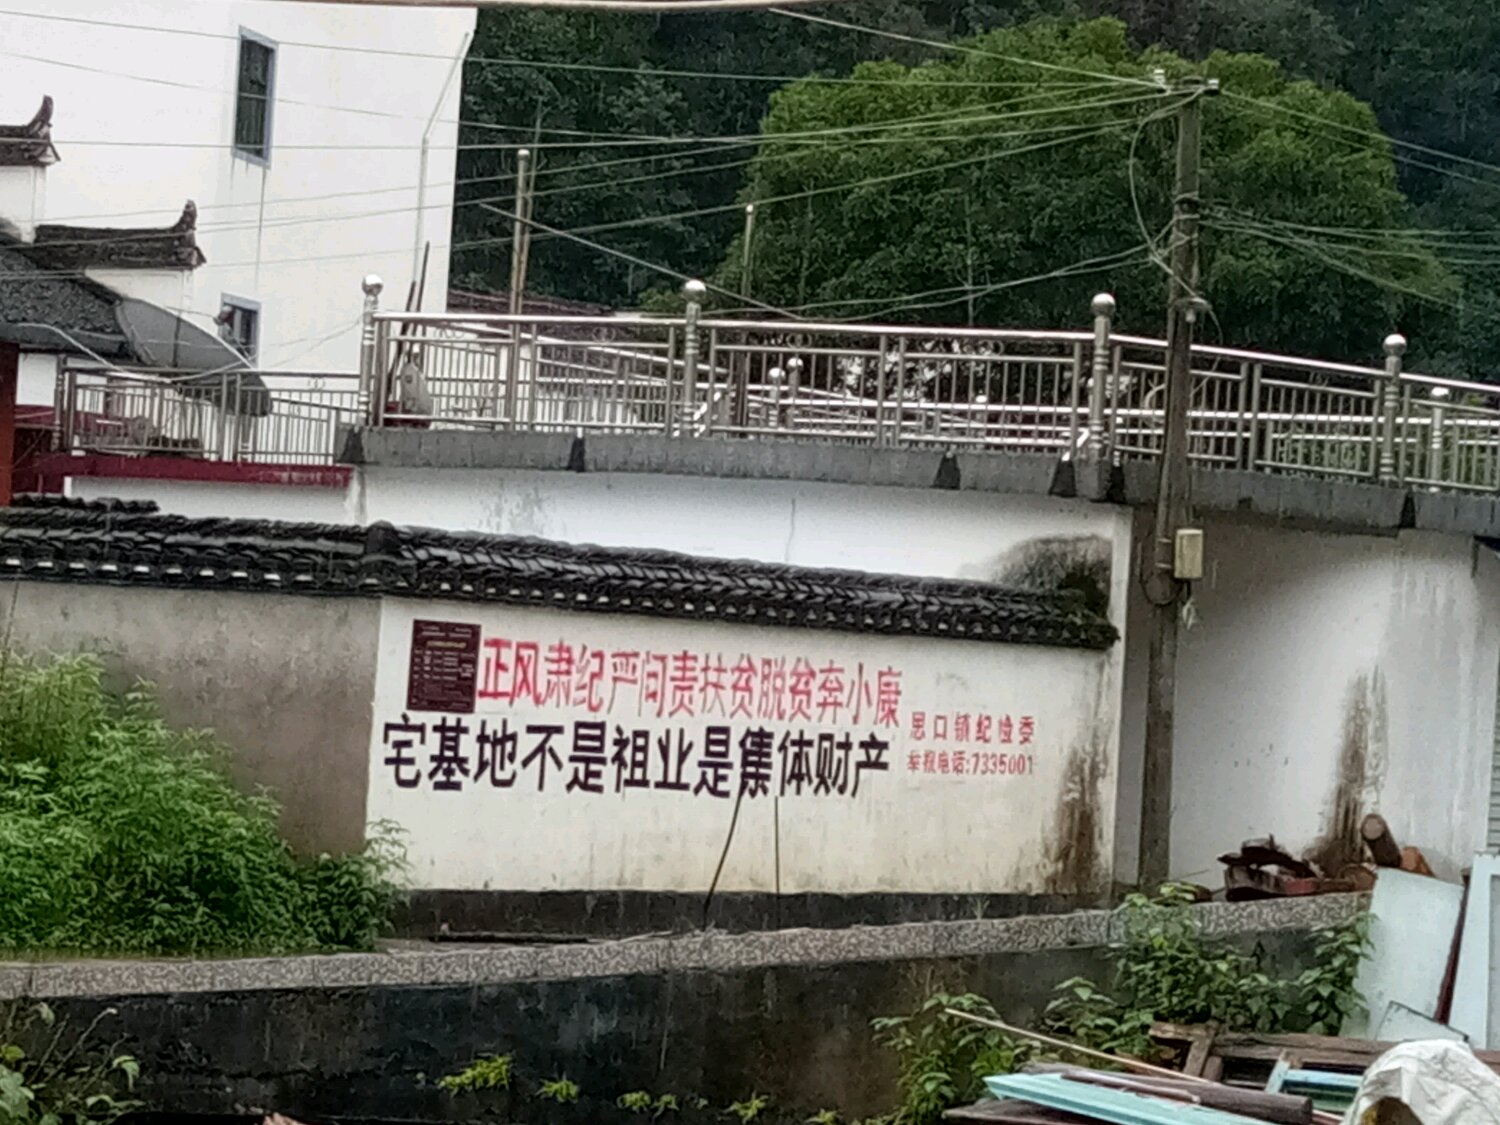 正风肃纪严问责扶贫脱贫奔小康
宅基地不是祖业是集体财产
思口镇纪检委
举报电话:7335001